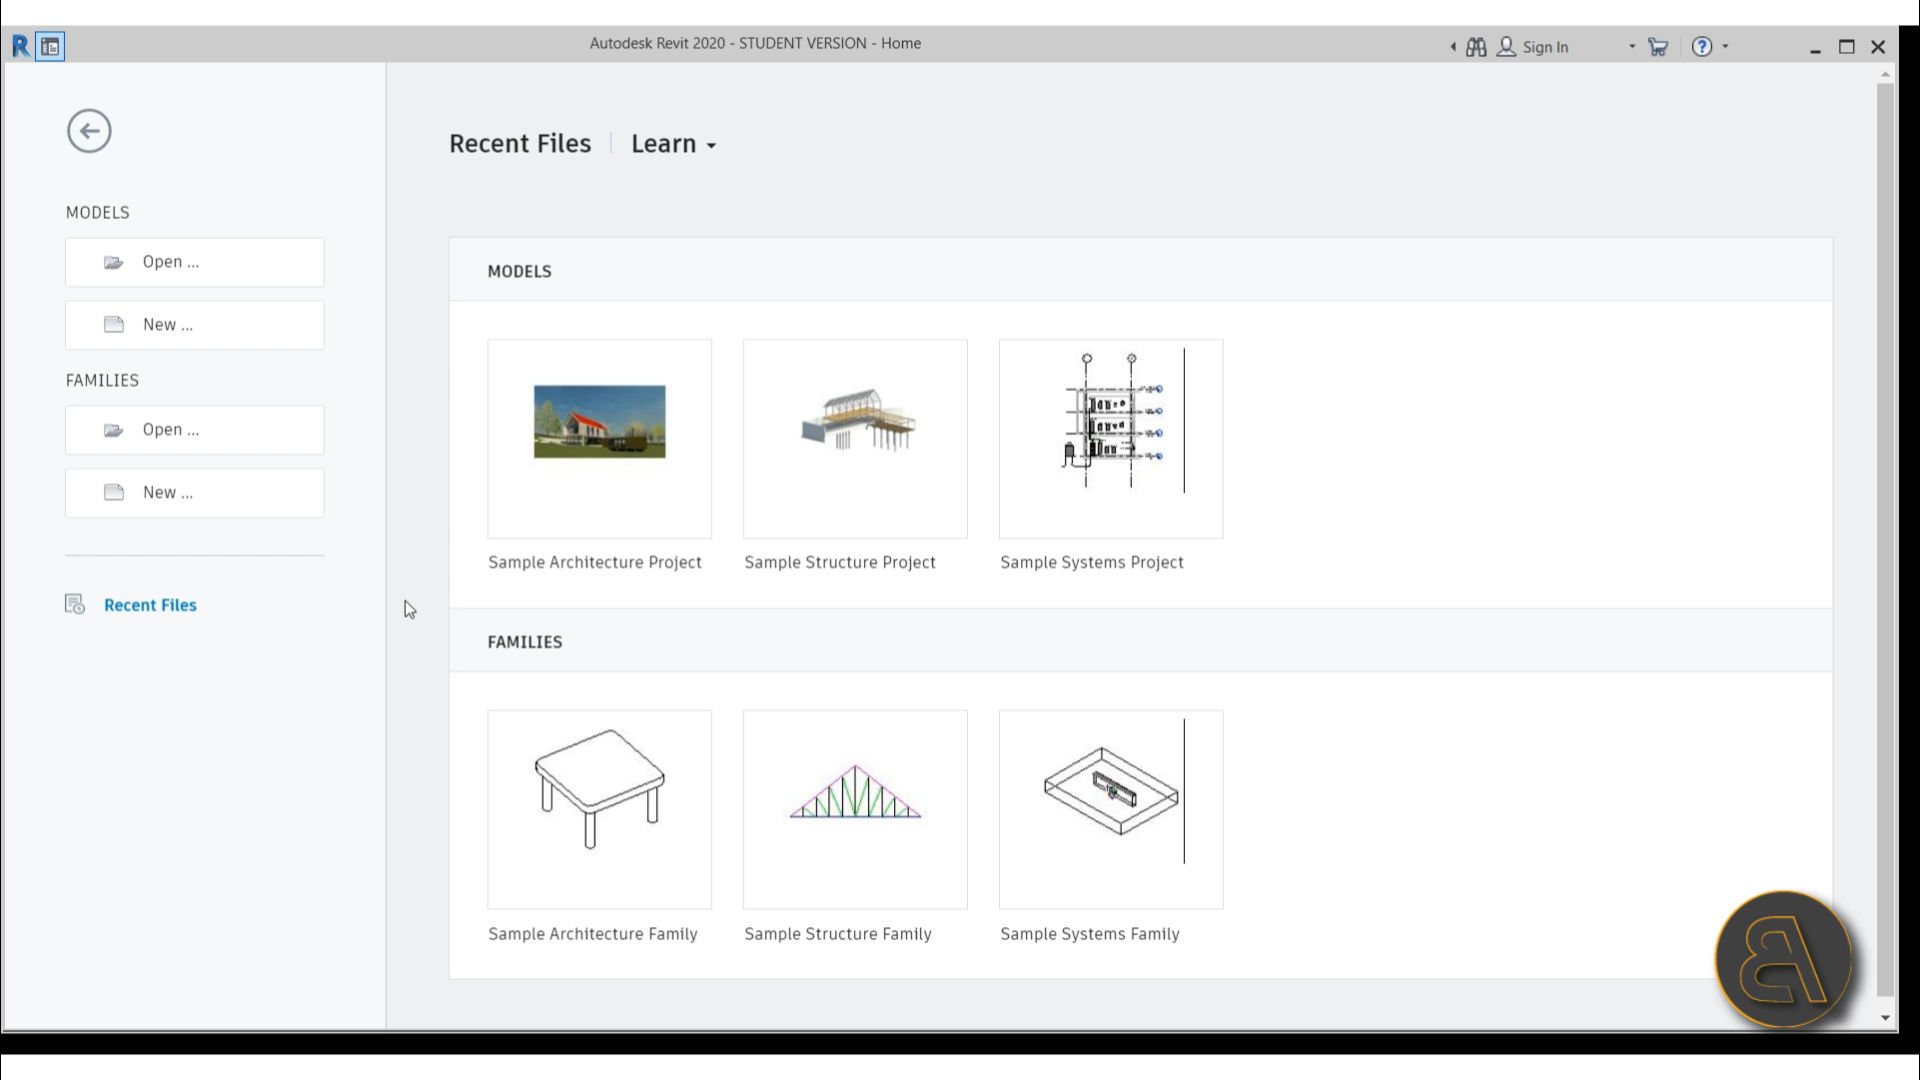 Autodesk Revit 2020 - STUDENT VERSION - Home
Sign In
Recent Files
Learn
MODELS
Open ...
New ...
FAMILIES
Open ...
New ...
Recent Files
MODELS
Sample Architecture Project
Sample Structure Project
Sample Systems Project
FAMILIES
Sample Architecture Family
Sample Structure Family
Sample Systems Family